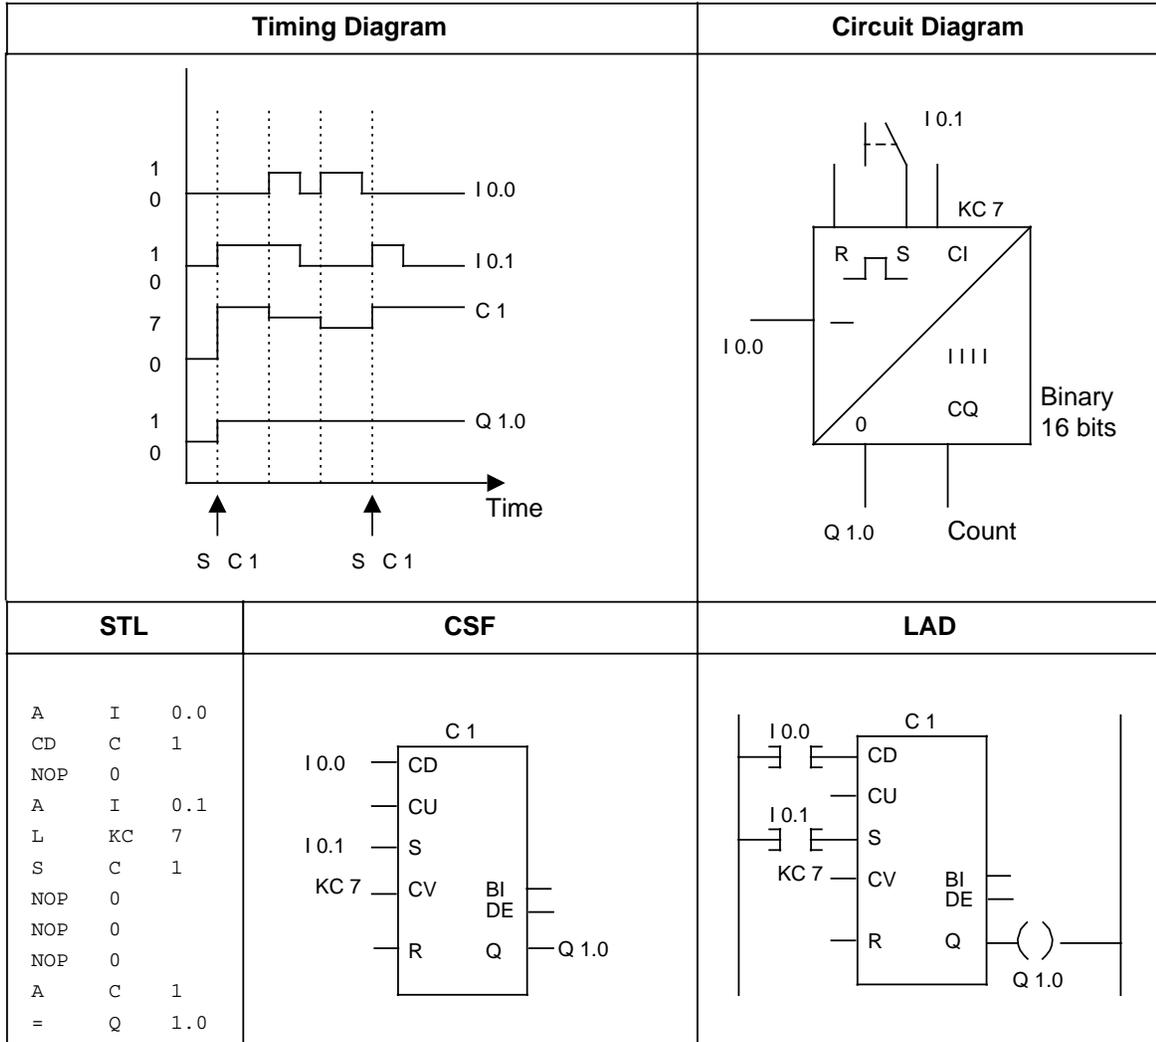 Timing Diagram
Circuit Diagram
1
0
I 0.0
1
0
I 0.1
7
0
C 1
1
0
Q 1.0
Time
S C 1
S C 1
I 0.1
KC 7
R S CI
I 0.0
I I I I
CQ
0
Binary
16 bits
Q 1.0
Count
STL
CSF
LAD
A I 0.0
CD C 1
NOP 0
A I 0.1
L KC 7
S C 1
NOP 0
NOP 0
NOP 0
A C 1
= Q 1.0
C 1
I 0.0 CD
CU
I 0.1 S
KC 7 CV BI
DE
R Q Q 1.0
C 1
I 0.0
CD
CU
I 0.1
S
KC 7 CV BI
DE
R Q ( )
Q 1.0